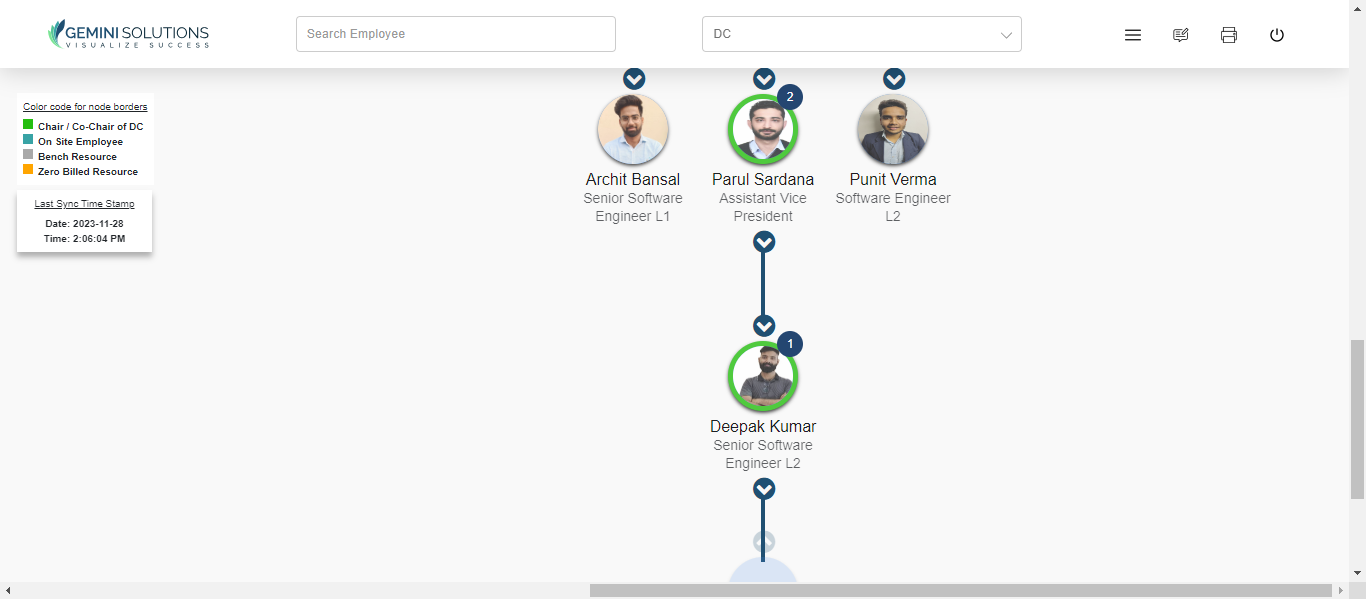 GEMINI SOLUTIONS
VISUALIZE SUCCESS
Search Employee
DC
Color code for node borders
Chair / Co-Chair of DC
On Site Employee
Bench Resource
Zero Billed Resource
Last Sync Time Stamp
Date: 2023-11-28
Time: 2:06:04 PM
Archit Bansal
Senior Software
Engineer L1
2
Parul Sardana
Assistant Vice
President
Punit Verma
Software Engineer
L2
1
Deepak Kumar
Senior Software
Engineer L2